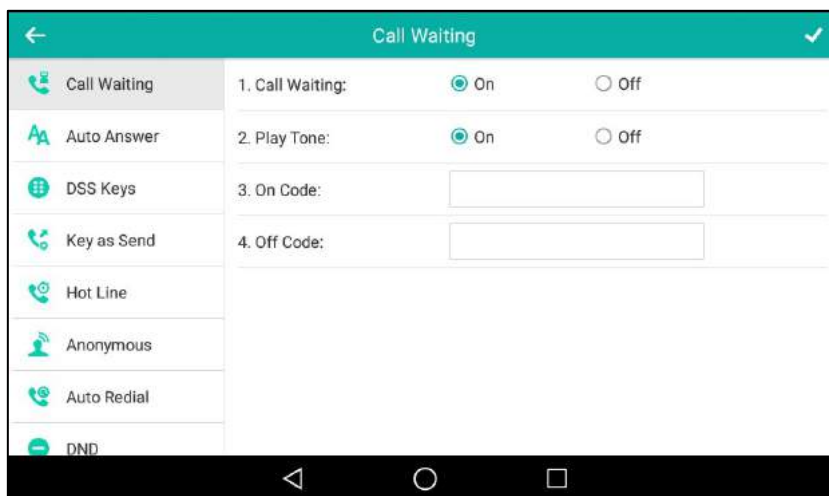 Call Waiting
Call Waiting
Auto Answer
DSS Keys
Key as Send
Hot Line
Anonymous
Auto Redial
DND
1. Call Waiting: On Off
2. Play Tone: On Off
3. On Code:
4. Off Code: